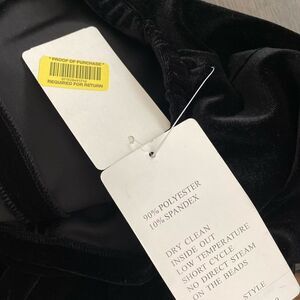 *PROOF OF PURCHASE*
REQUIRED FOR RETURN
90% POLYESTER
10% SPANDEX
DRY CLEAN
INSIDE OUT
LOW TEMPERATURE
SHORT CYCLE
NO DIRECT STEAM
ON THE BEADS
STYLE